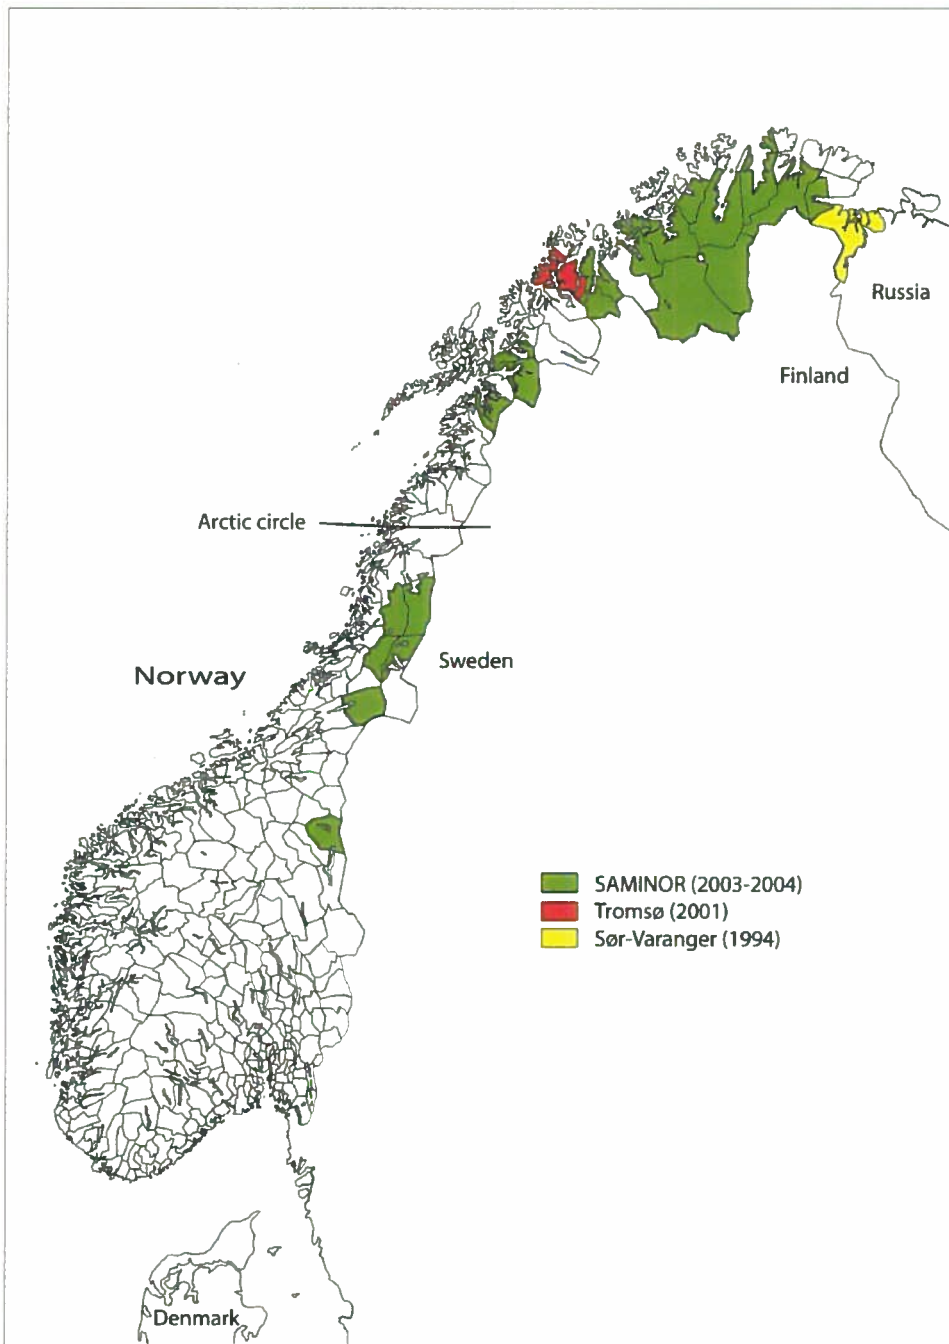 Russia
Finland
Arctic circle
Sweden
Norway
SAMINOR (2003-2004)
Tromsø (2001)
Sør-Varanger (1994)
Denmark